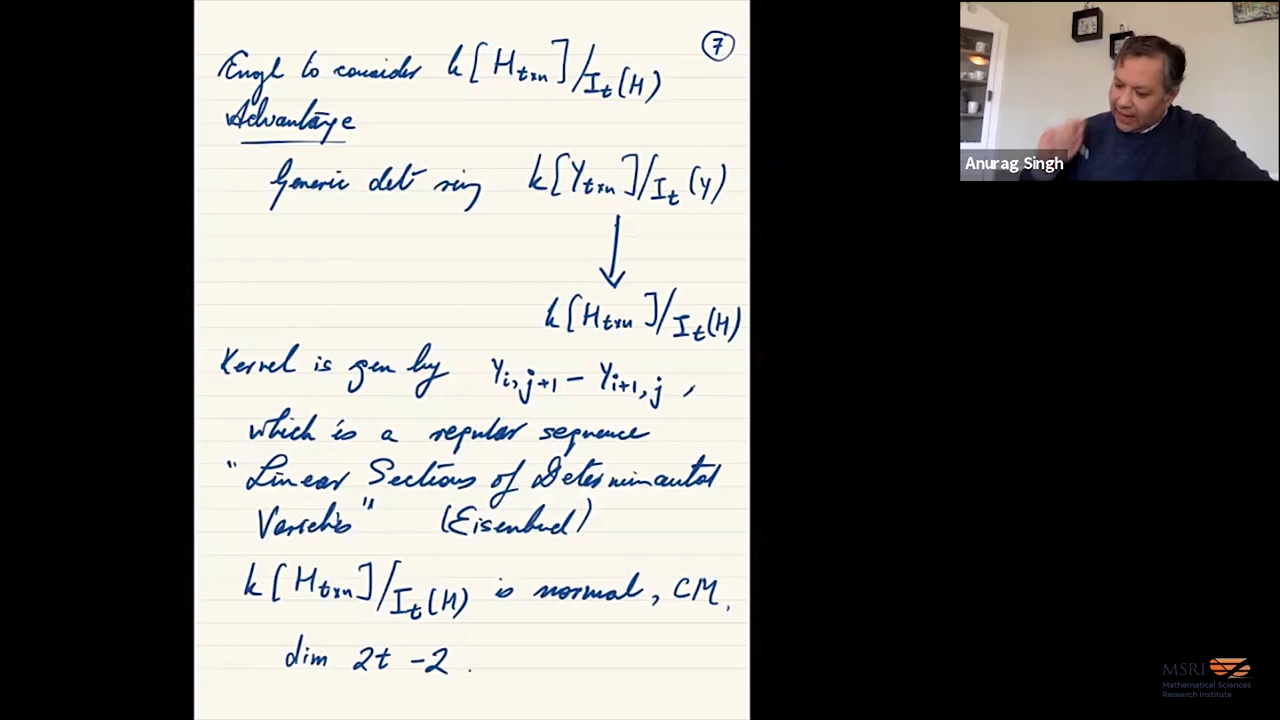 ⑦
Engh to consider k[H_{t×n}]/I_t(H)
Advantage
Generic det ring k[Y_{t×n}]/I_t(Y)
↓
k[H_{t×n}]/I_t(H)
Kernel is gen by Y_{i,j+1} - Y_{i+1,j},
which is a regular sequence
"Linear Sections of Determinantal
Varieties" (Eisenbud)
k[H_{t×n}]/I_t(H) is normal, CM,
dim 2t - 2.
Anurag Singh
MSRI
Mathematical Sciences
Research Institute